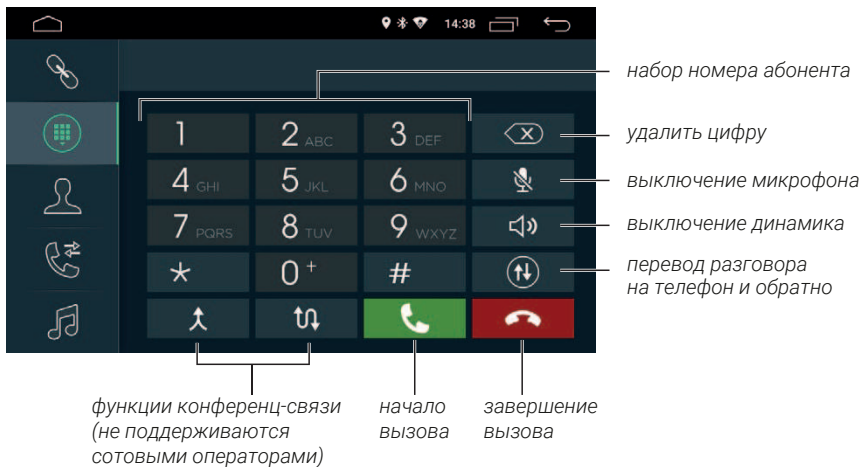 14:38
набор номера абонента
1 2 ABC 3 DEF
удалить цифру
4 GHI 5 JKL 6 MNO
выключение микрофона
7 PQRS 8 TUV 9 WXYZ
выключение динамика
* 0 + #
перевод разговора
на телефон и обратно
функции конференц-связи
(не поддерживаются
сотовыми операторами)
начало
вызова
завершение
вызова